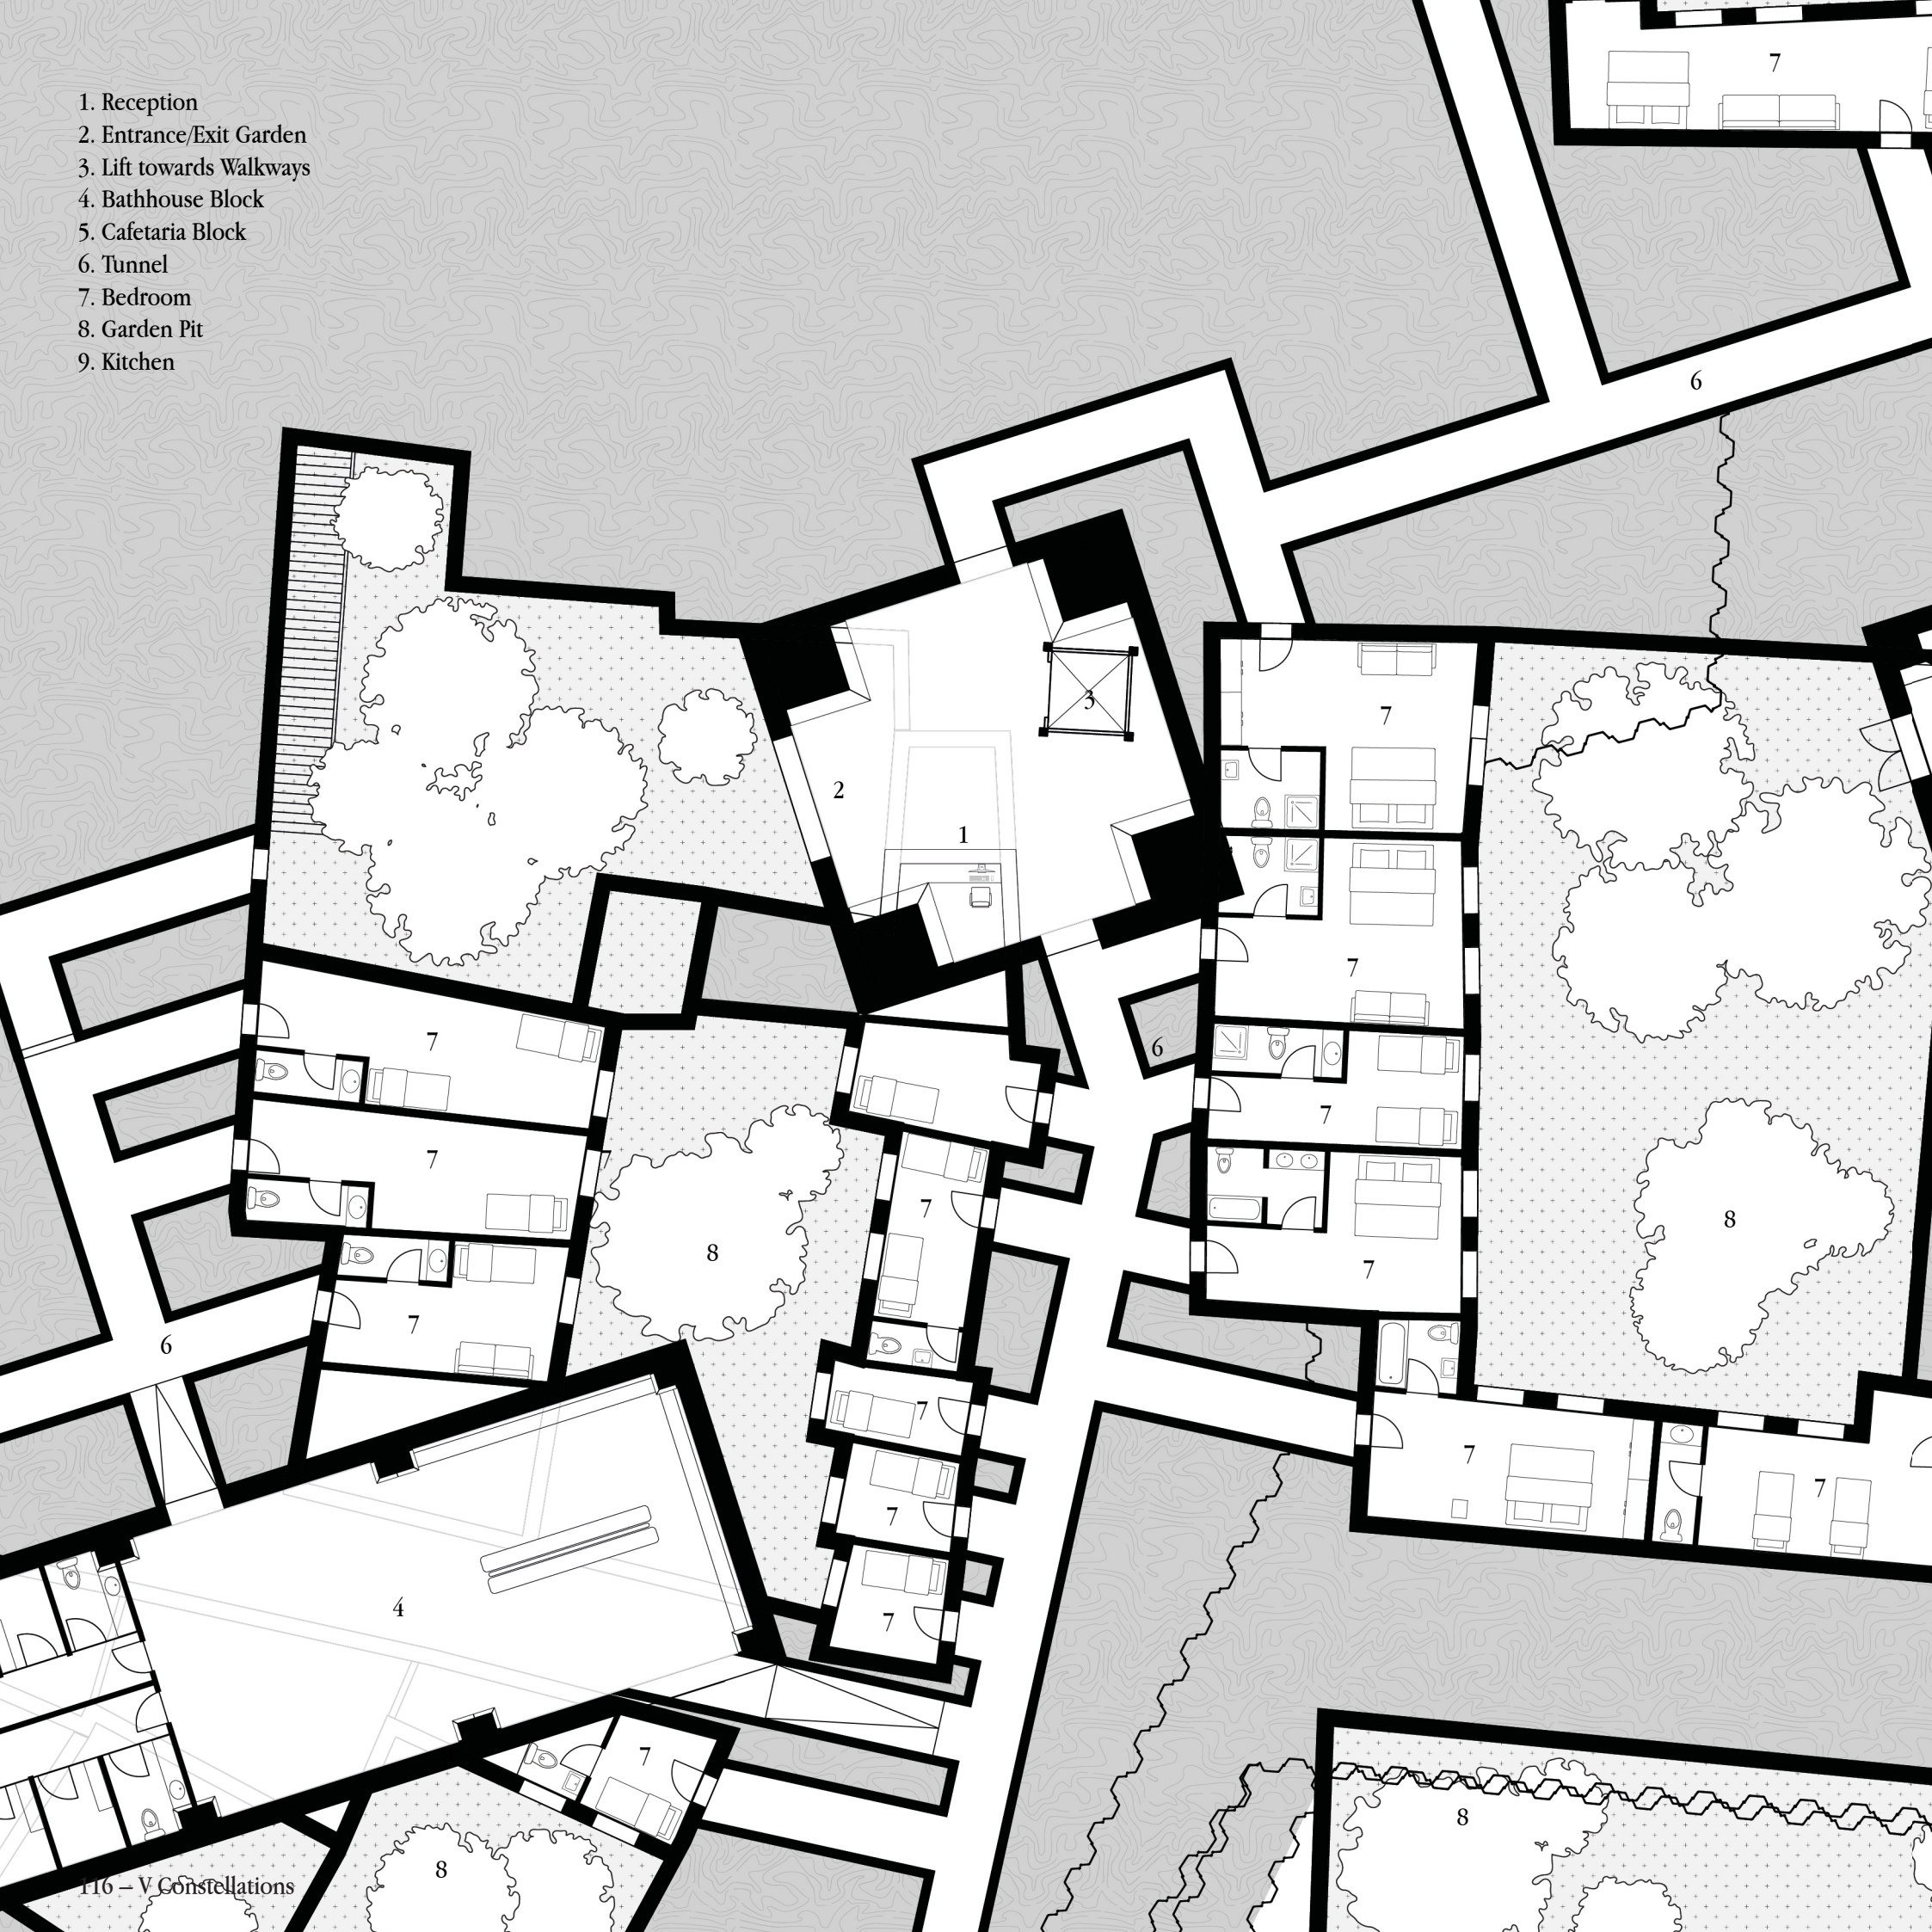 1. Reception
2. Entrance/Exit Garden
3. Lift towards Walkways
4. Bathhouse Block
5. Cafetaria Block
6. Tunnel
7. Bedroom
8. Garden Pit
9. Kitchen
7
6
3
7
2
1
7
7
6
7
7
7
7
8
7
8
7
6
7
7
7
7
7
4
7
7
8
8
116 – V Constellations